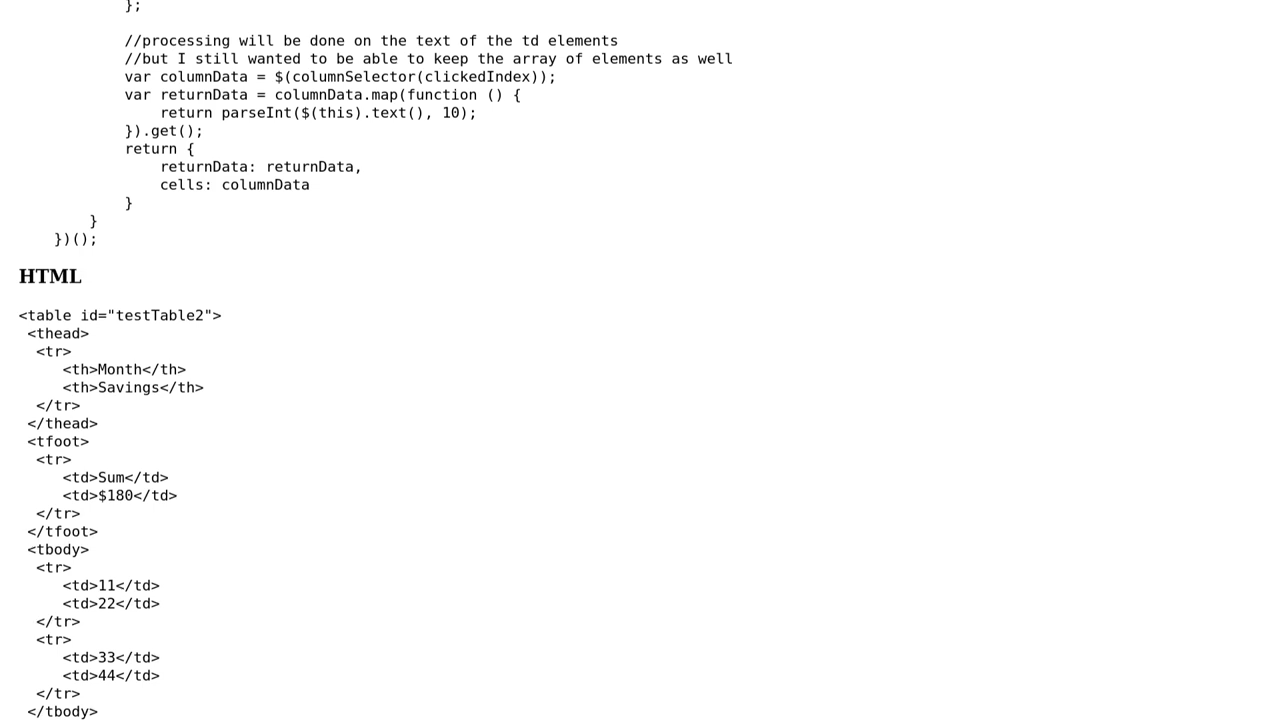 };
//processing will be done on the text of the td elements
//but I still wanted to be able to keep the array of elements as well
var columnData = $(columnSelector(clickedIndex));
var returnData = columnData.map(function () {
return parseInt($(this).text(), 10);
}).get();
return {
returnData: returnData,
cells: columnData
}
}
})();
HTML
<table id="testTable2">
<thead>
<tr>
<th>Month</th>
<th>Savings</th>
</tr>
</thead>
<tfoot>
<tr>
<td>Sum</td>
<td>$180</td>
</tr>
</tfoot>
<tbody>
<tr>
<td>11</td>
<td>22</td>
</tr>
<tr>
<td>33</td>
<td>44</td>
</tr>
</tbody>